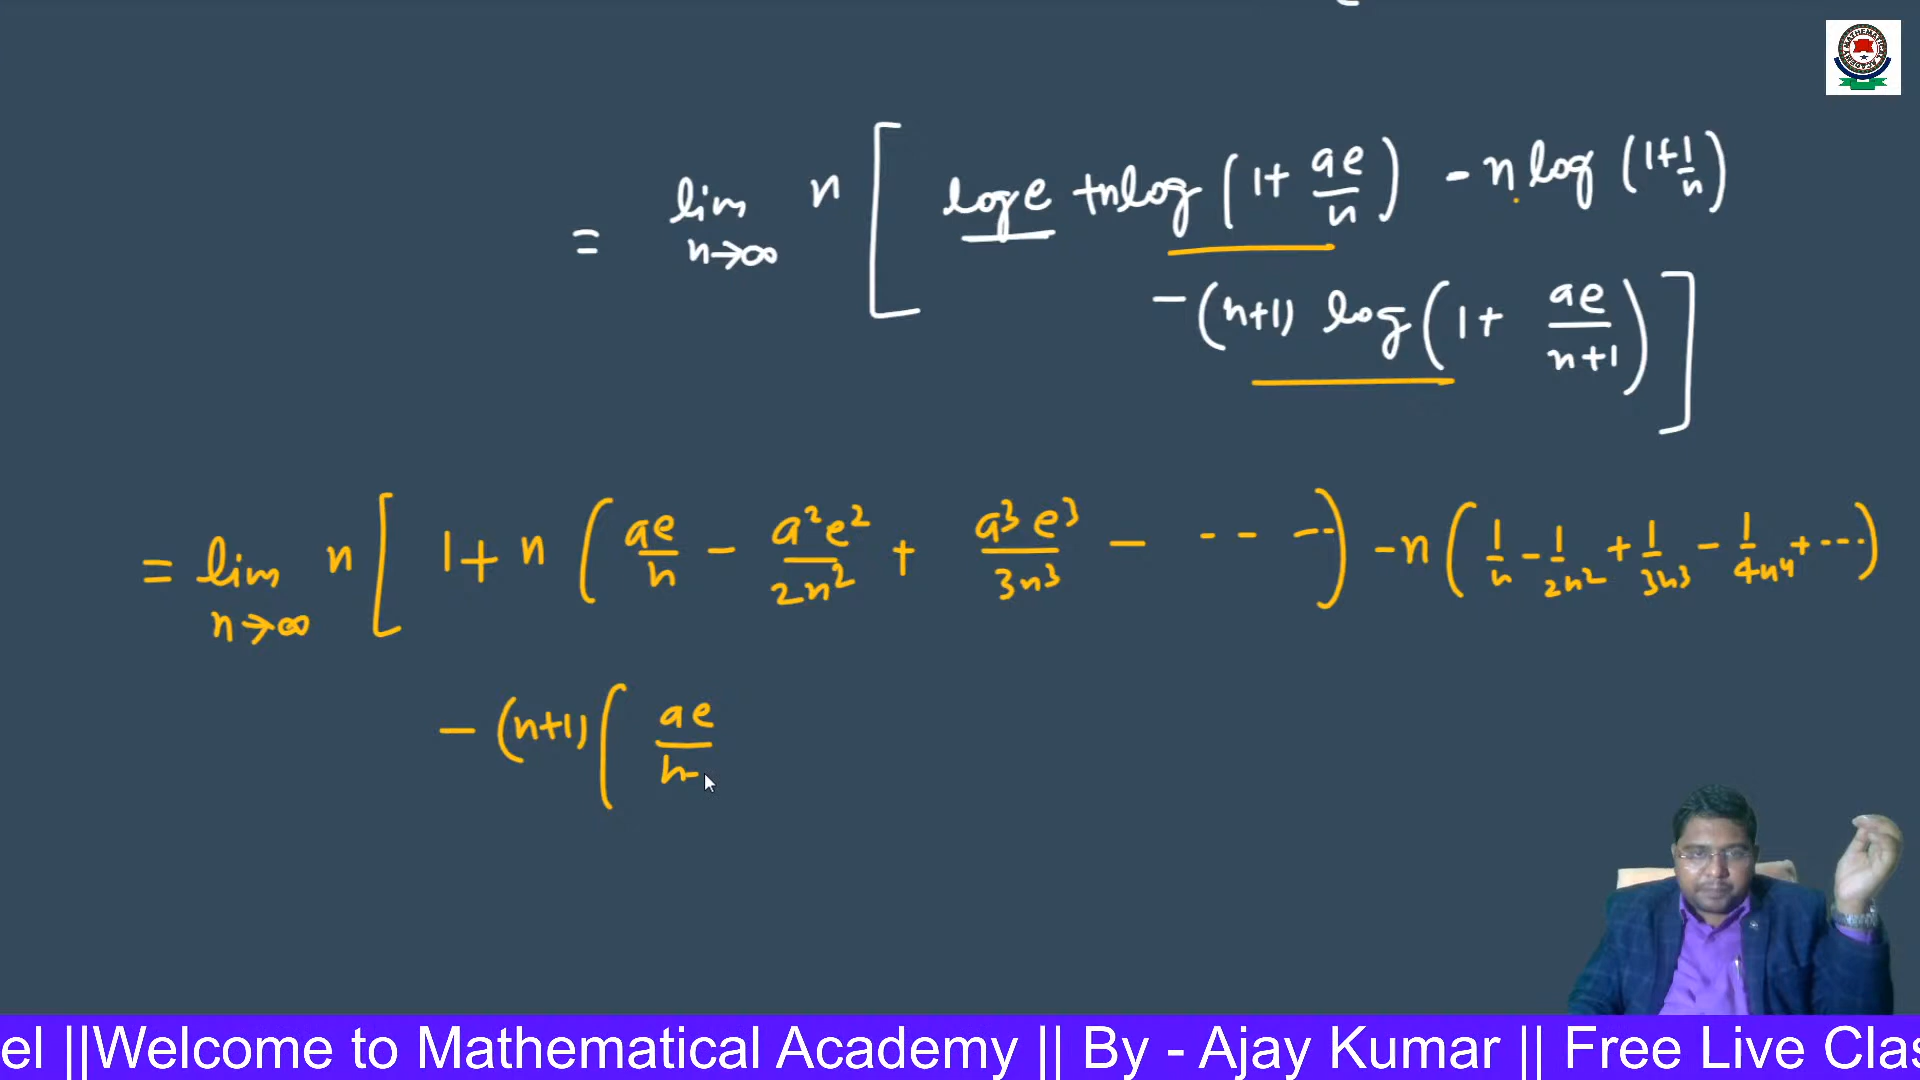 = lim n→∞ n [ log e + n log (1 + ae/n) - n log (1 + 1/n)
- (n+1) log (1 + ae/n+1) ]
= lim n→∞ n [ 1 + n ( ae/n - a²e²/2n² + a³e³/3n³ - - - - - ) - n ( 1/n - 1/2n² + 1/3n³ - 1/4n⁴ + ---- )
- (n+1) ( ae/n
el ||Welcome to Mathematical Academy || By - Ajay Kumar || Free Live Clas